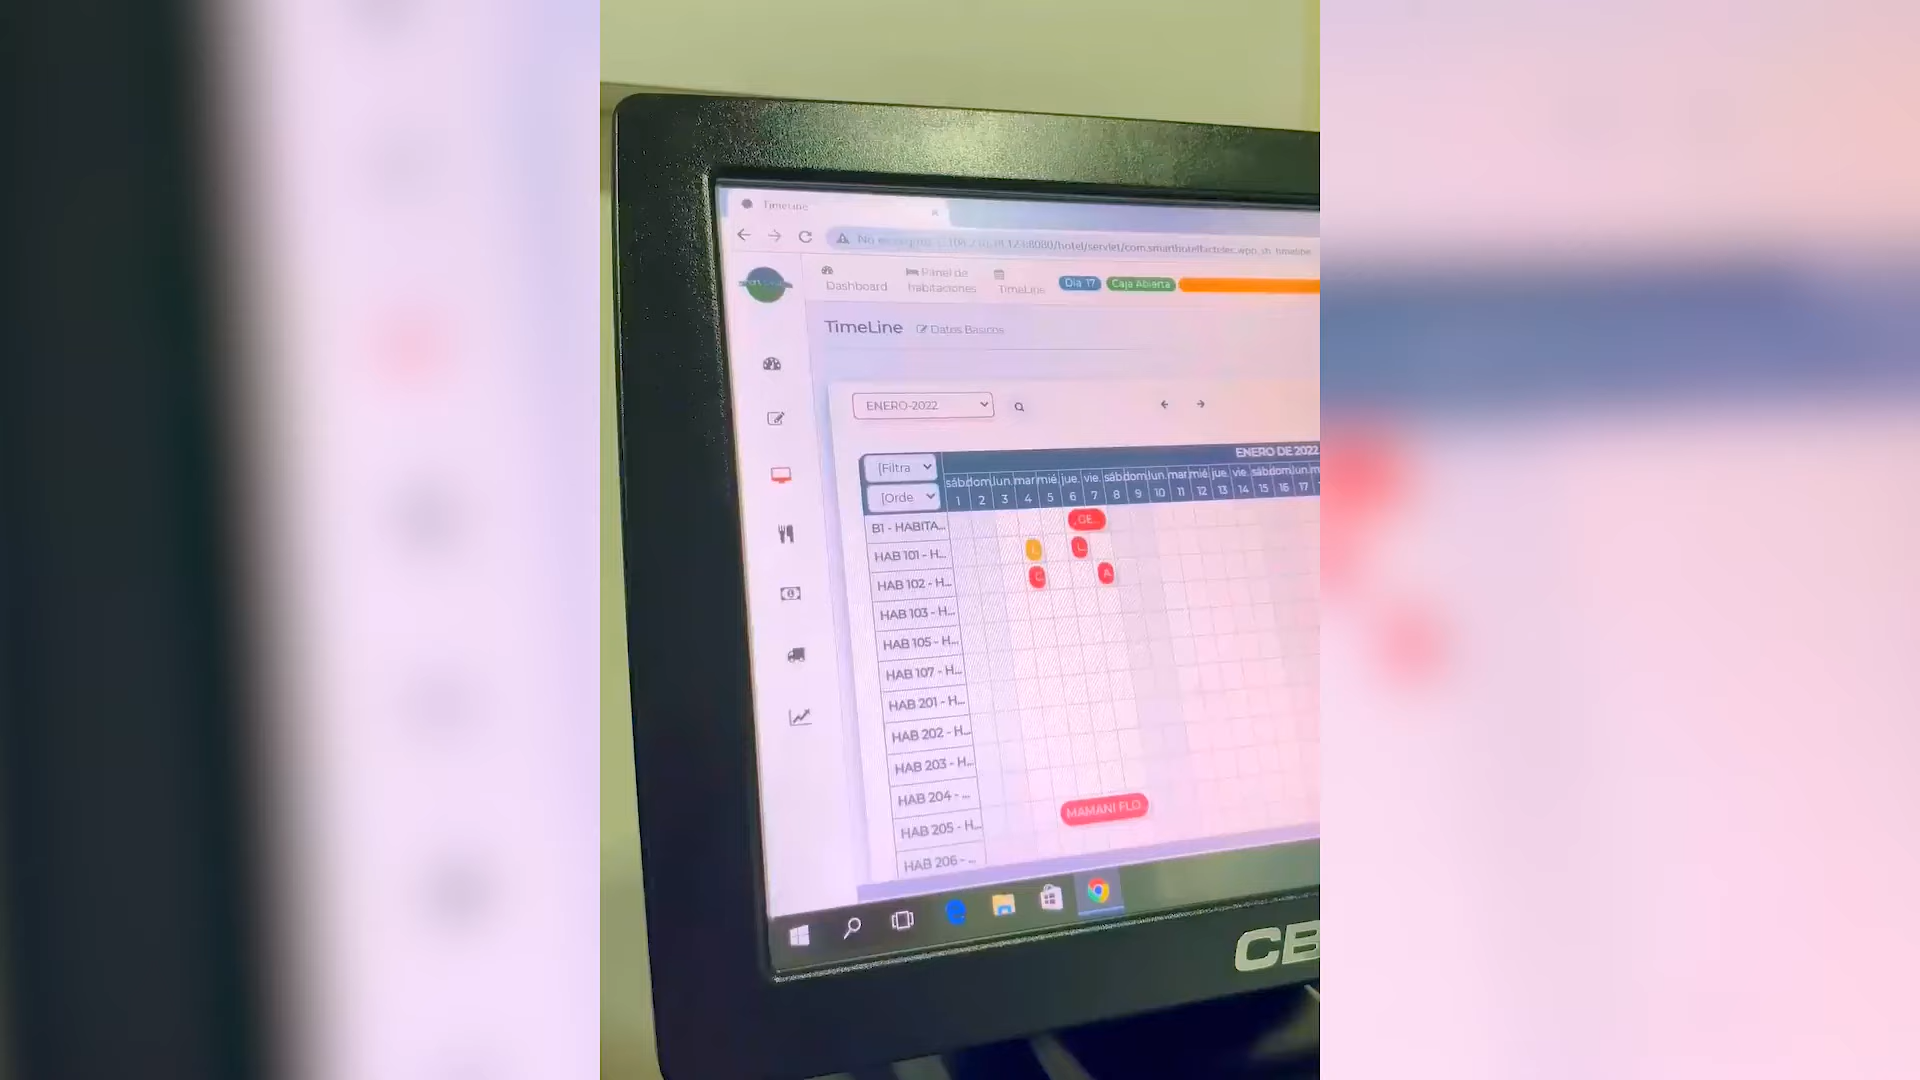 TimeLine
/hotel/servlet/com.smarthotel
Panel de
Dashboard habitaciones TimeLine Dia 17 Caja Abierta
TimeLine Datos Basicos
ENERO-2022
ENERO DE 2022
[Filtra
sáb dom lun. mar mié jue. vie. sáb dom lun. mar mié jue. vie. sáb dom lun.
[Orde
1 2 3 4 5 6 7 8 9 10 11 12 13 14 15 16 17
B1 - HABITA...
HAB 101 - H...
HAB 102 - H... A
HAB 103 - H...
HAB 105 - H...
HAB 107 - H...
HAB 201 - H...
HAB 202 - H...
HAB 203 - H...
HAB 204 - ...
MAMANI FLO
HAB 205 - H...
HAB 206 - ...